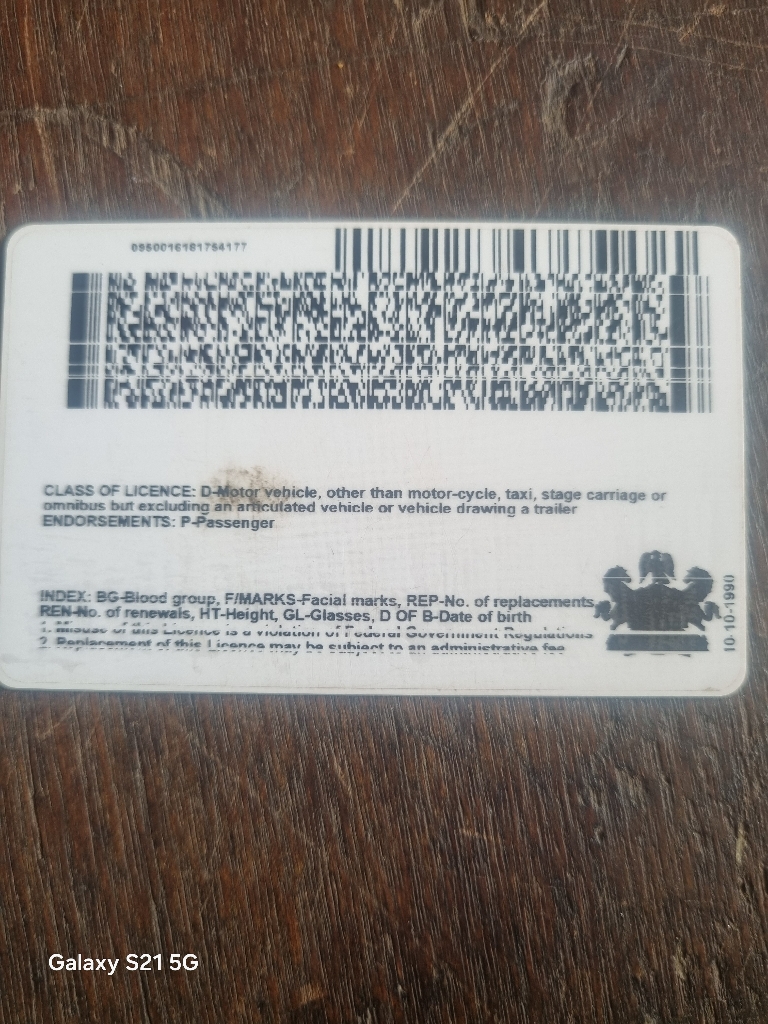 0950016181754177
CLASS OF LICENCE: D-Motor vehicle, other than motor-cycle, taxi, stage carriage or
omnibus but excluding an articulated vehicle or vehicle drawing a trailer
ENDORSEMENTS: P-Passenger
INDEX: BG-Blood group, F/MARKS-Facial marks, REP-No. of replacements,
REN-No. of renewals, HT-Height, GL-Glasses, D OF B-Date of birth
1. Misuse of this Licence is a violation of Federal Government Regulations
2. Replacement of this Licence may be subject to an administrative fee
10-10-1990
Galaxy S21 5G